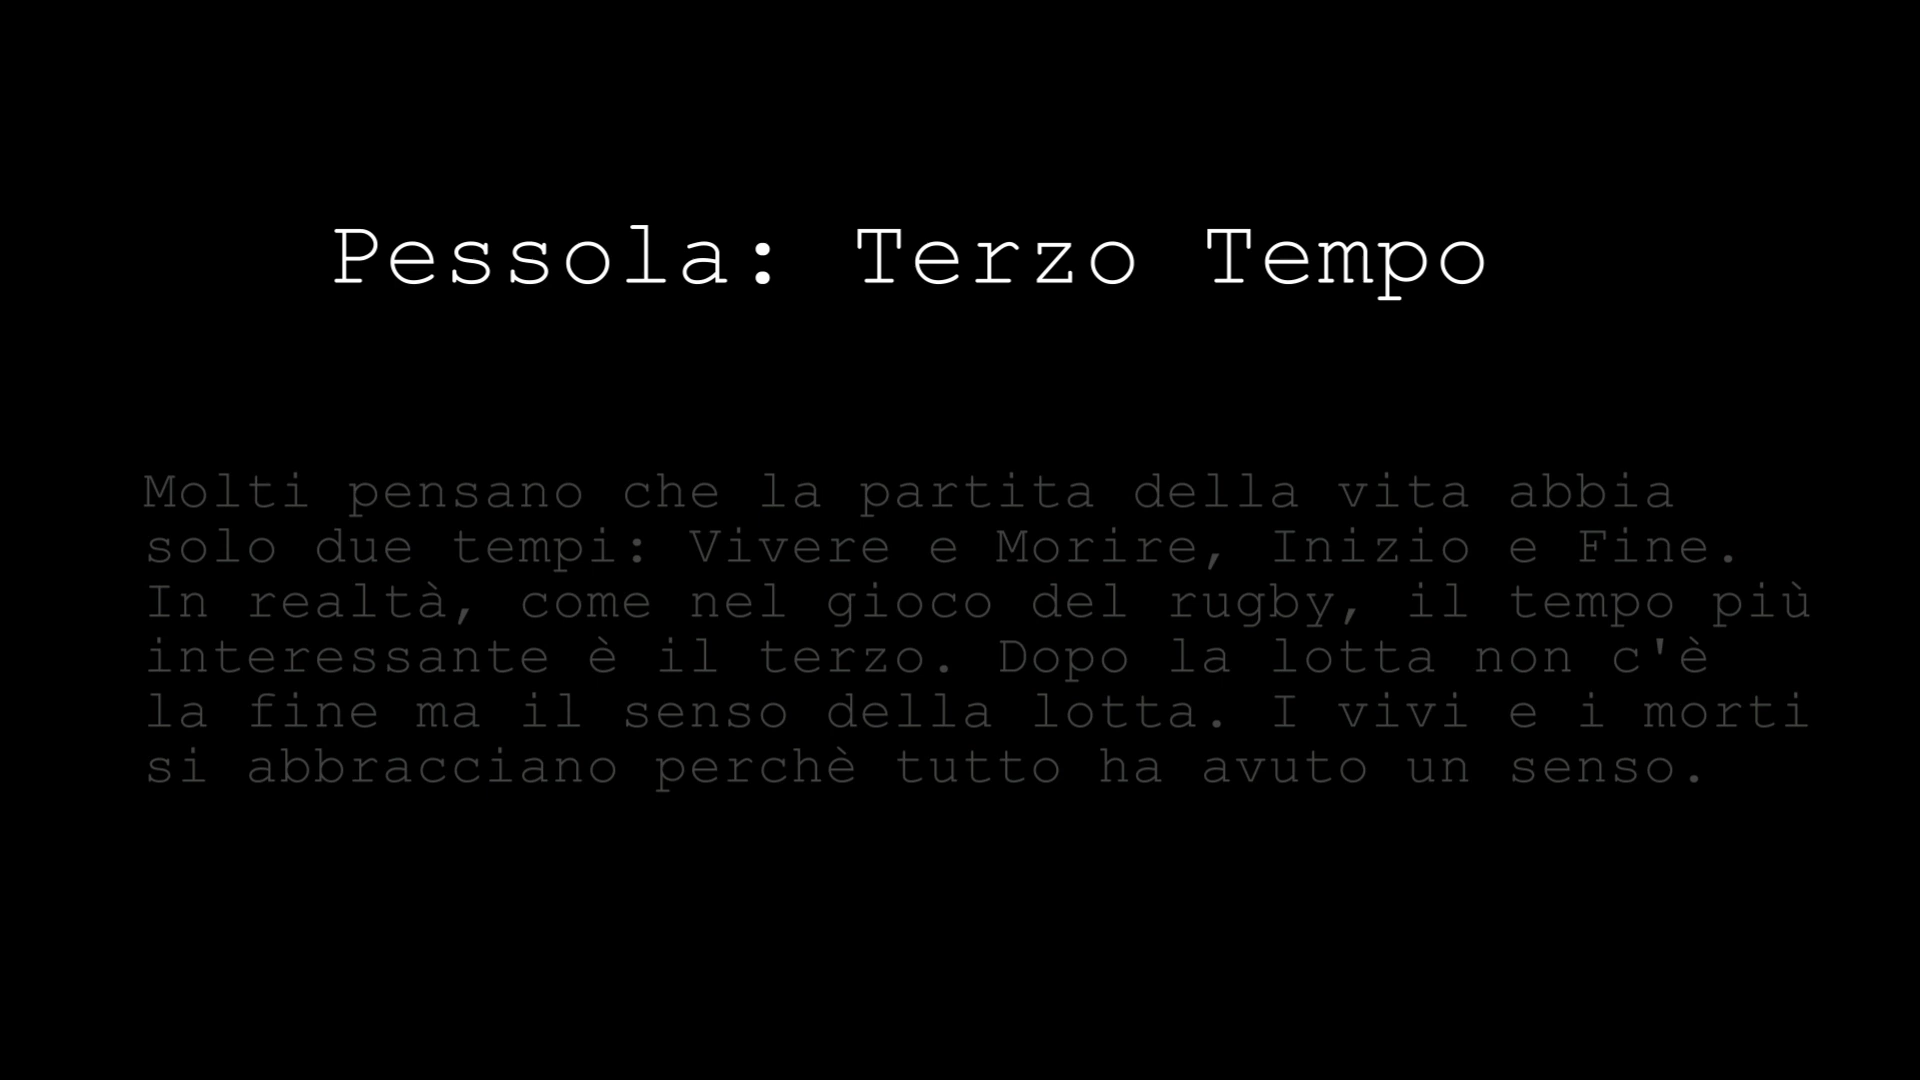 Pessola: Terzo Tempo
Molti pensano che la partita della vita abbia
solo due tempi: Vivere e Morire, Inizio e Fine.
In realtà, come nel gioco del rugby, il tempo più
interessante è il terzo. Dopo la lotta non c'è
la fine ma il senso della lotta. I vivi e i morti
si abbracciano perchè tutto ha avuto un senso.